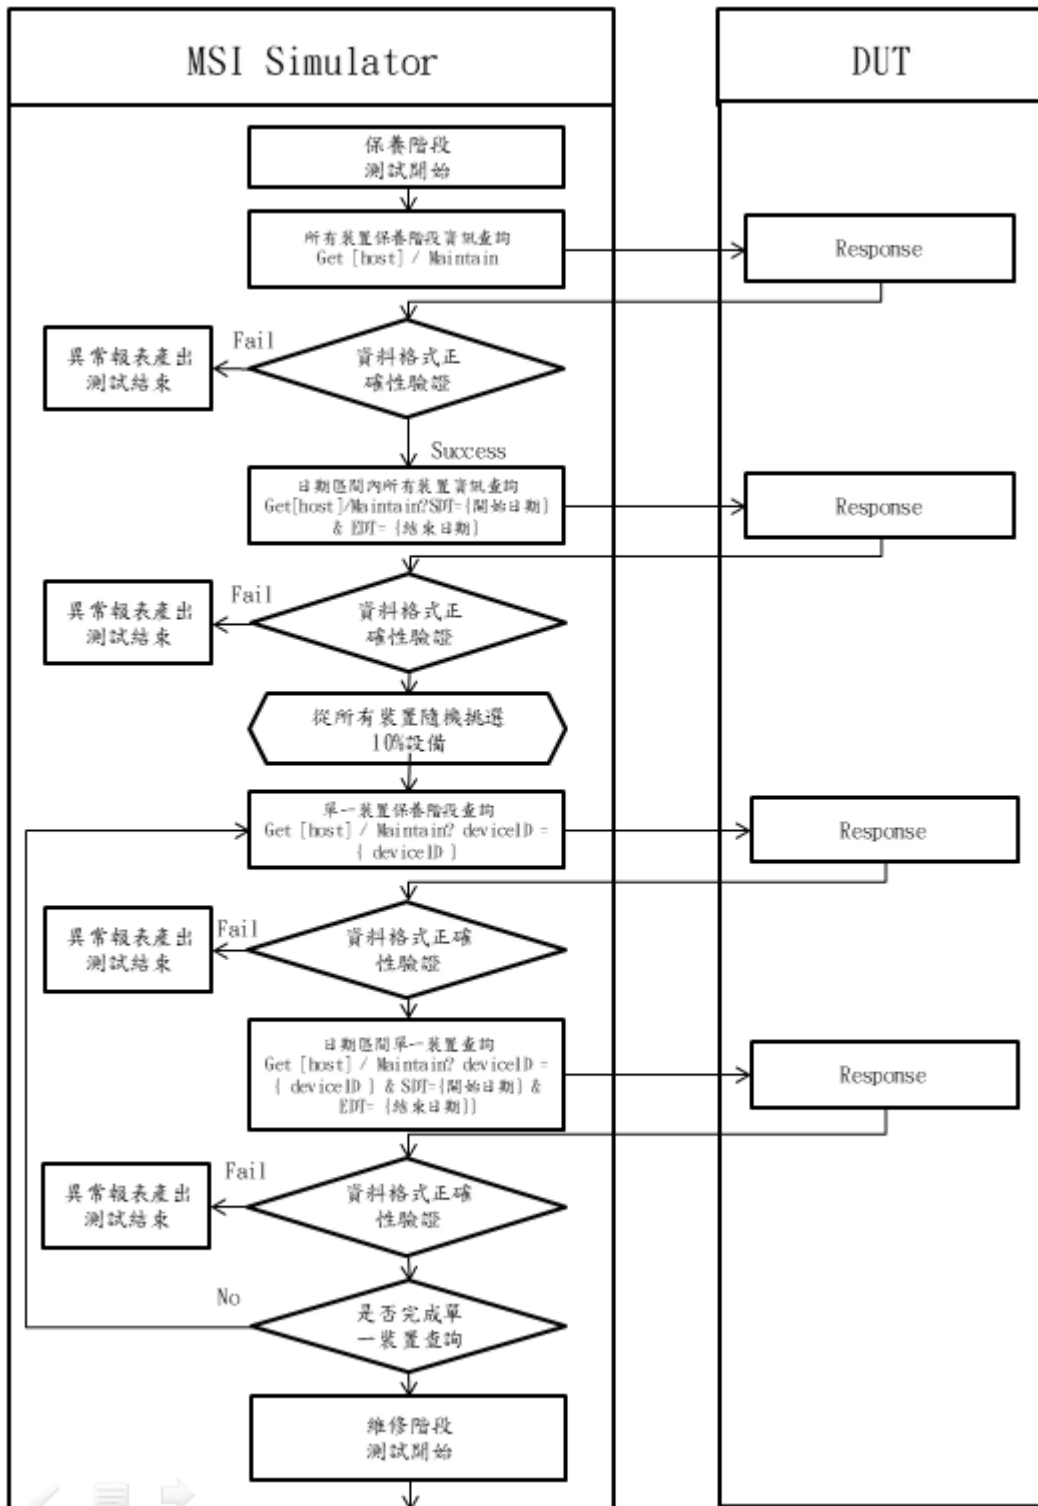 MSI Simulator
DUT
保養階段
測試開始
所有裝置保養階段資訊查詢
Get [host] / Maintain
Response
Fail
異常報表產出
測試結束
資料格式正
確性驗證
Success
日期區間內所有裝置資訊查詢
Get[host]/Maintain?SDT={開始日期}
& EDT= {結束日期}
Response
Fail
異常報表產出
測試結束
資料格式正
確性驗證
從所有裝置隨機挑選
10%設備
單一裝置保養階段查詢
Get [host] / Maintain? deviceID =
{ deviceID }
Response
Fail
異常報表產出
測試結束
資料格式正確
性驗證
日期區間單一裝置查詢
Get [host] / Maintain? deviceID =
{ deviceID } & SDT={開始日期} &
EDT= {結束日期}}
Response
Fail
異常報表產出
測試結束
資料格式正確
性驗證
No
是否完成單
一裝置查詢
維修階段
測試開始